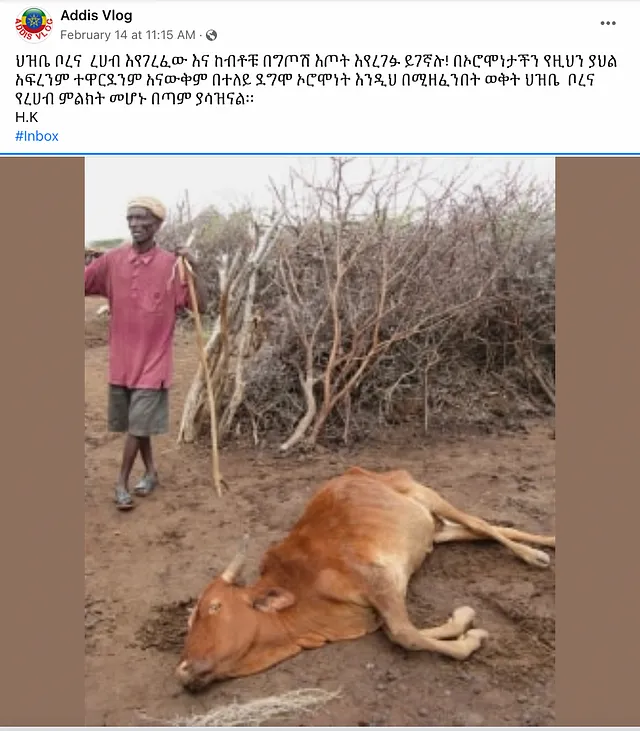 Addis Vlog
February 14 at 11:15 AM ·
ህዝቤ ቦረና ረሀብ እየገረፈው እና ከብቶቹ በግጦሽ እጦት እየረገፉ ይገኛሉ! በኦሮሞነታችን የዚህን ያህል
አፍረንም ተዋርደንም አናውቅም በተለይ ደግሞ ኦሮሞነት እንዲህ በሚዘፈንበት ወቅት ህዝቤ ቦረና
የረሀብ ምልክት መሆኑ በጣም ያሳዝናል።
H.K
#Inbox
ADDIS VLOG